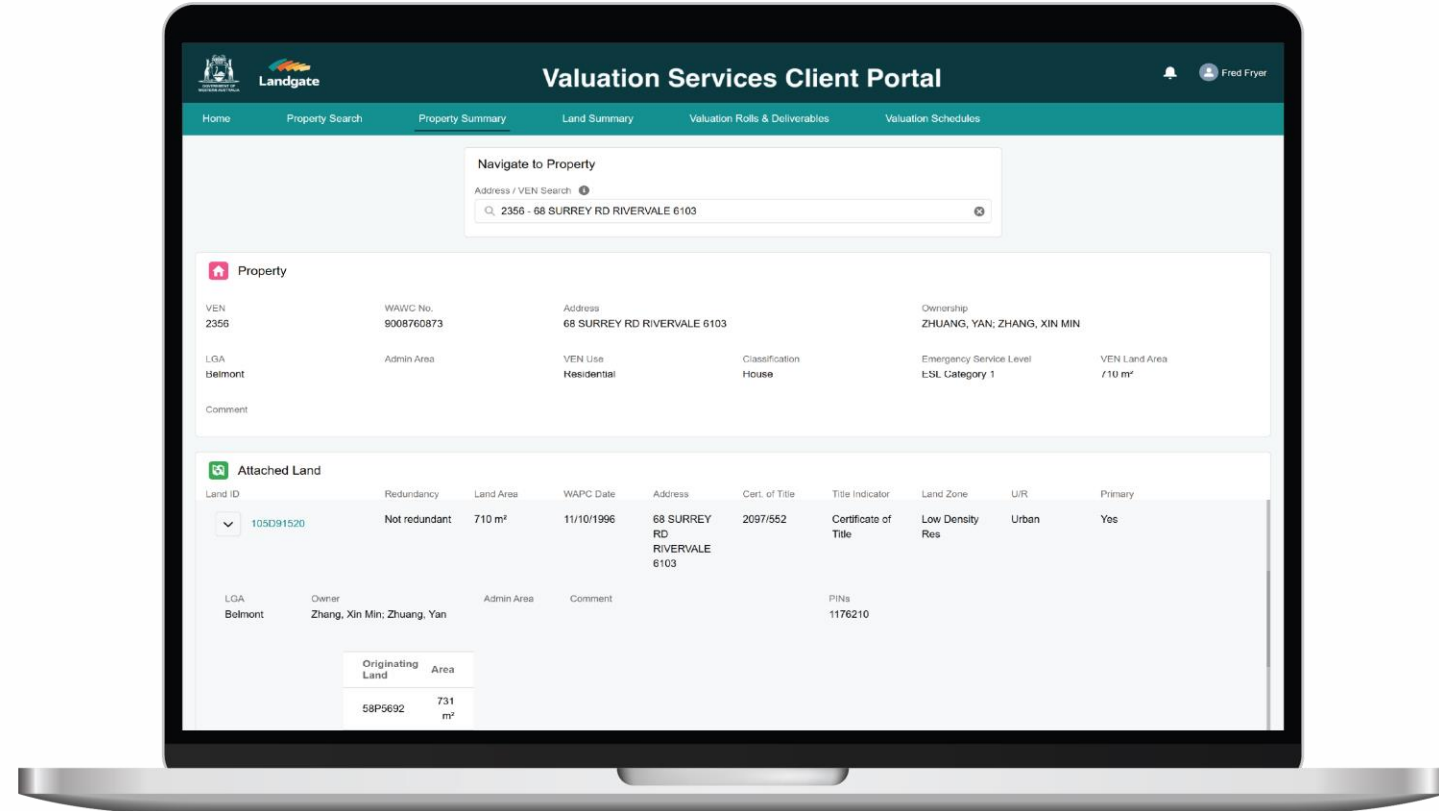 GOVERNMENT OF
WESTERN AUSTRALIA
Landgate
Valuation Services Client Portal
Fred Fryer
Home Property Search Property Summary Land Summary Valuation Rolls & Deliverables Valuation Schedules
Navigate to Property
Address / VEN Search
2356 - 68 SURREY RD RIVERVALE 6103
Property
VEN WAWC No. Address Ownership
2356 9008760873 68 SURREY RD RIVERVALE 6103 ZHUANG, YAN; ZHANG, XIN MIN
LGA Admin Area VEN Use Classification Emergency Service Level VEN Land Area
Belmont Residential House ESL Category 1 710 m²
Comment
Attached Land
Land ID Redundancy Land Area WAPC Date Address Cert. of Title Title Indicator Land Zone U/R Primary
105D91520 Not redundant 710 m² 11/10/1996 68 SURREY 2097/552 Certificate of Low Density Urban Yes
RD Title Res
RIVERVALE
6103
LGA Owner Admin Area Comment PINs
Belmont Zhang, Xin Min; Zhuang, Yan 1176210
Originating Area
Land
58P5692 731
m²